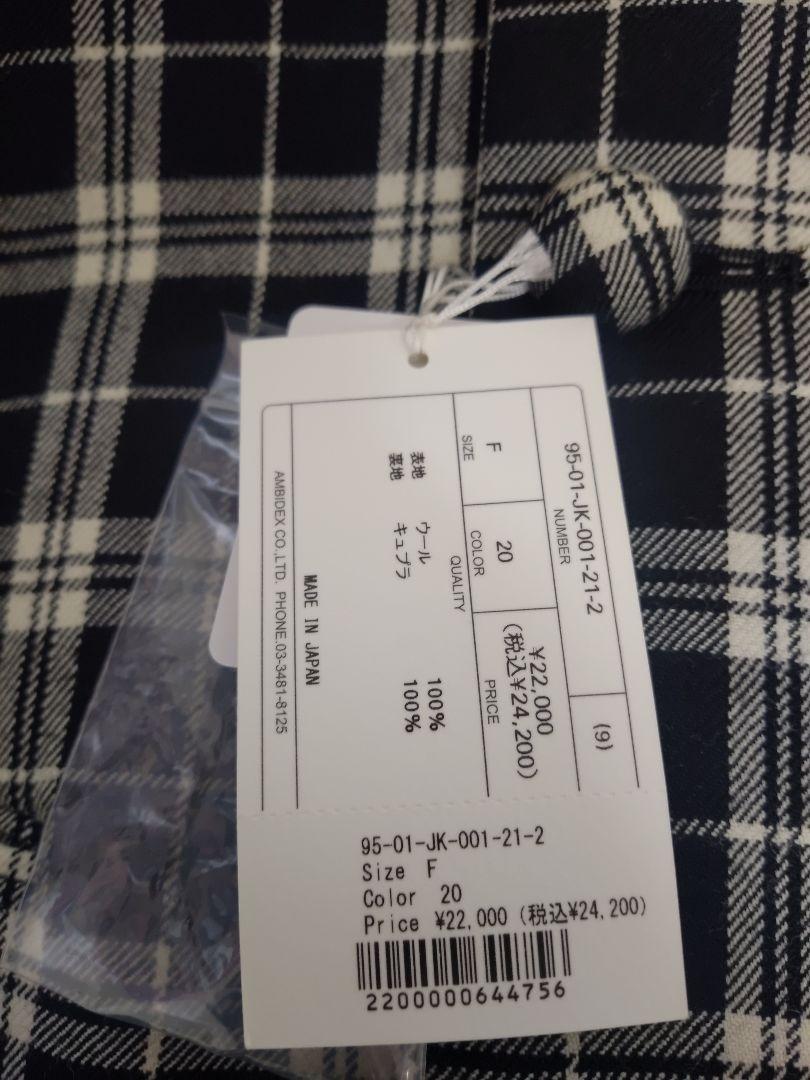 95-01-JK-001-21-2
NUMBER
(9)
F
SIZE
20
COLOR
¥22,000
(税込¥24,200)
PRICE
QUALITY
表地 ウール 100%
裏地 キュプラ 100%
MADE IN JAPAN
AMBIDEX CO.,LTD. PHONE.03-3481-8125
95-01-JK-001-21-2
Size F
Color 20
Price ¥22,000 (税込¥24,200)
2200000644756